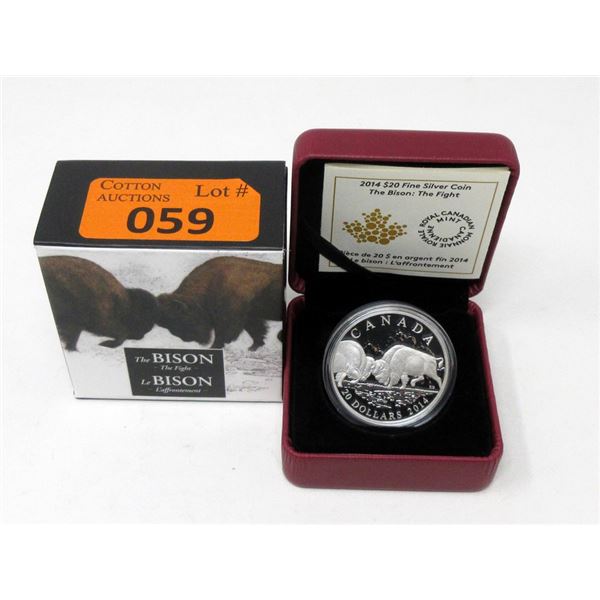 COTTON
AUCTIONS
Lot #
059
The BISON
- The Fight -
Le BISON
- L'affrontement -
2014 $20 Fine Silver Coin
The Bison: The Fight
ROYAL CANADIAN MINT
MONNAIE ROYALE CANADIENNE
Pièce de 20 $ en argent fin 2014
Le bison : L'affrontement
CANADA
20 DOLLARS 2014